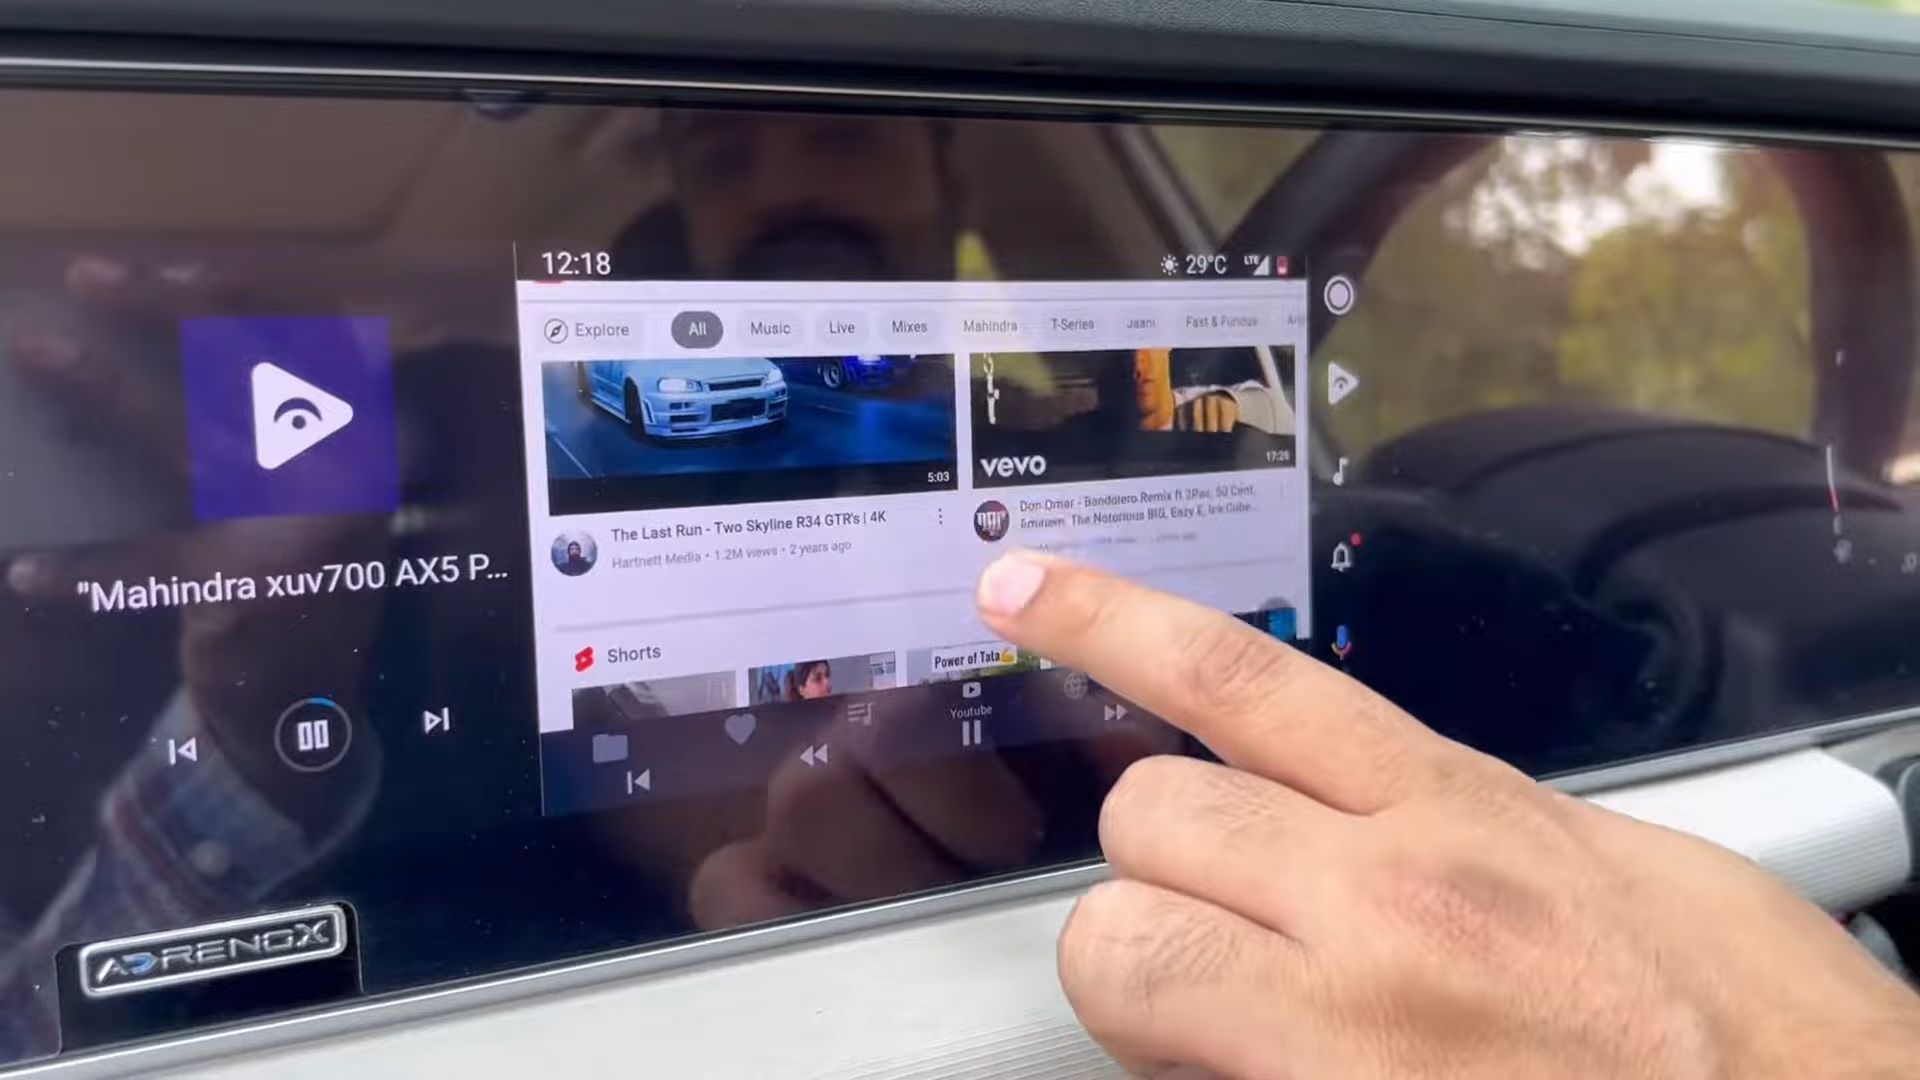 12:18
29°C
LTE
Explore
All
Music
Live
Mixes
Mahindra
T-Series
Jaani
Fast & Furious
5:03
vevo
17:26
The Last Run - Two Skyline R34 GTR's | 4K
Hartnett Media • 1.2M views • 2 years ago
Don Omar - Bandolero Remix ft 2Pac, 50 Cent,
Eminem, The Notorious BIG, Eazy E, Ice Cube...
"Mahindra xuv700 AX5 P...
Shorts
Power of Tata
Youtube
ADRENOX